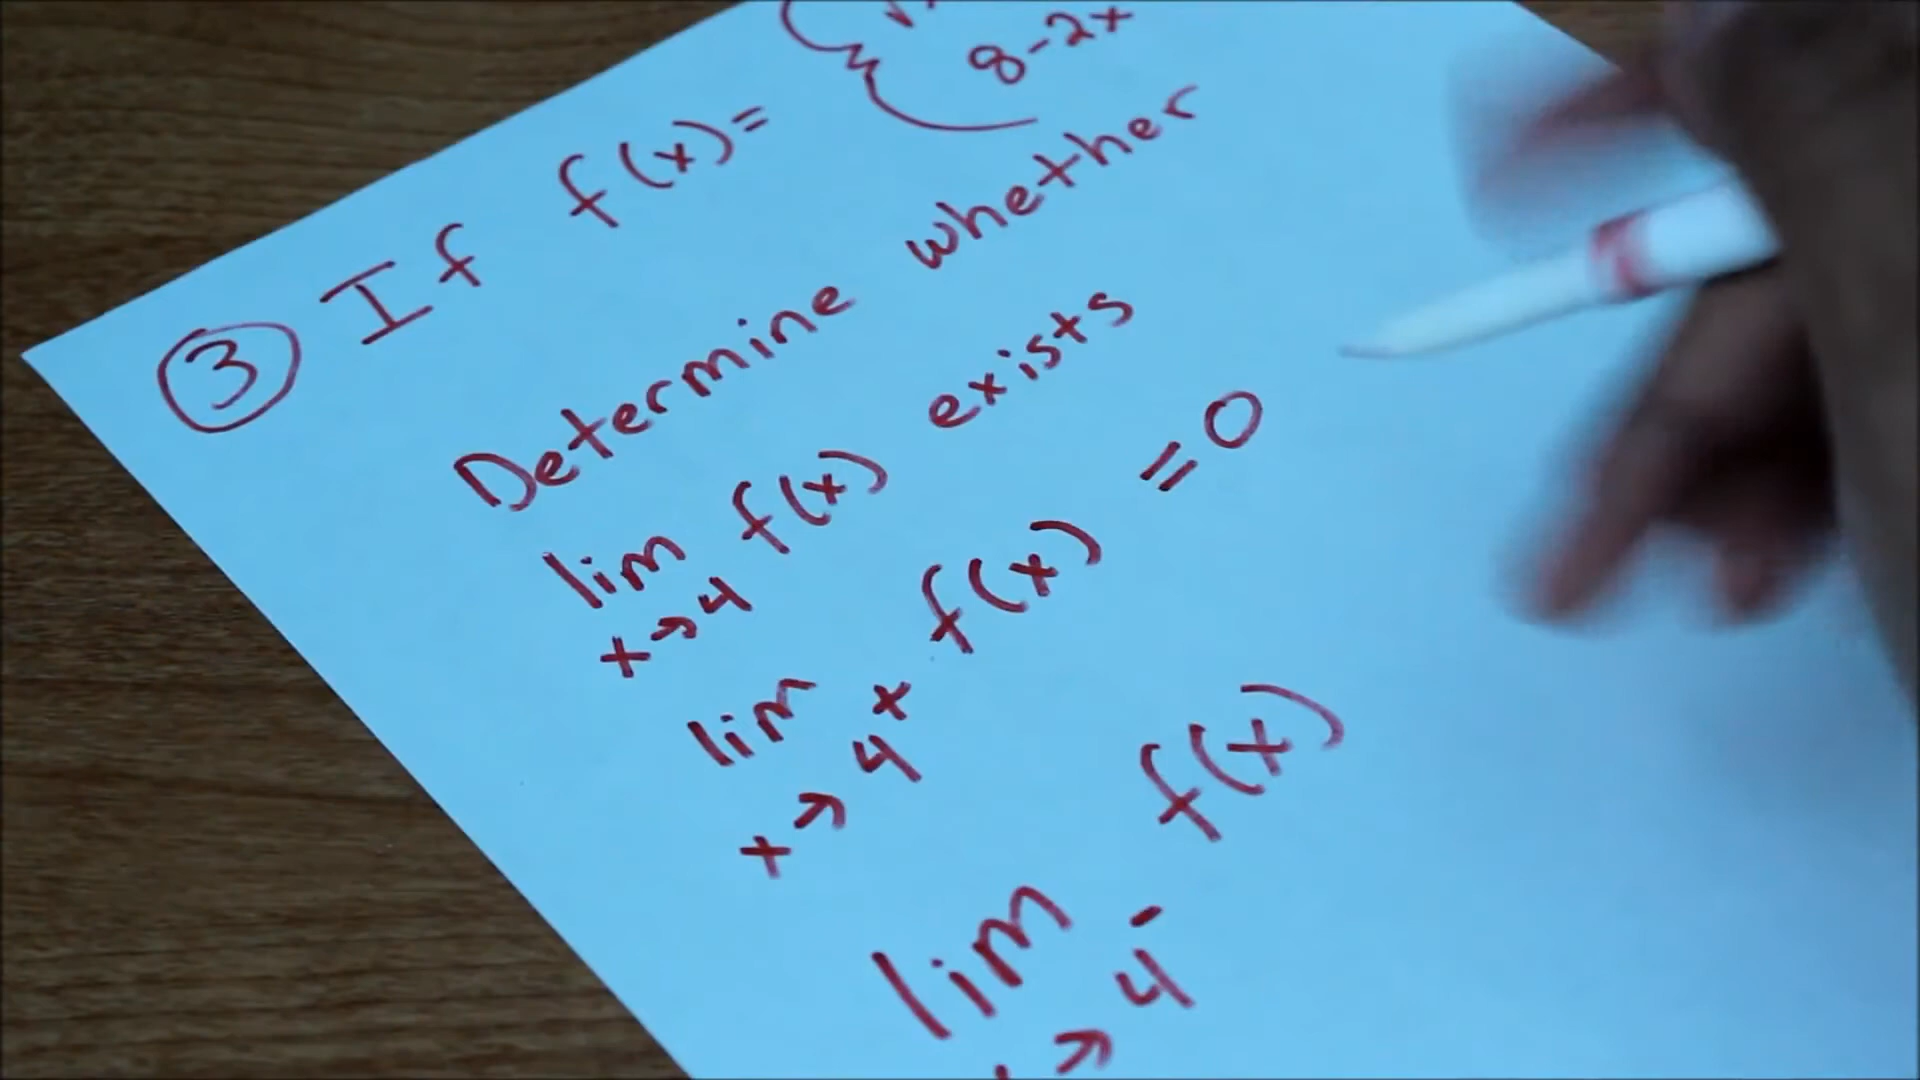 ③ If f(x)= {
8-2x
Determine whether
lim f(x) exists
x→4
lim f(x) = 0
x→4⁺
lim f(x)
→4⁻